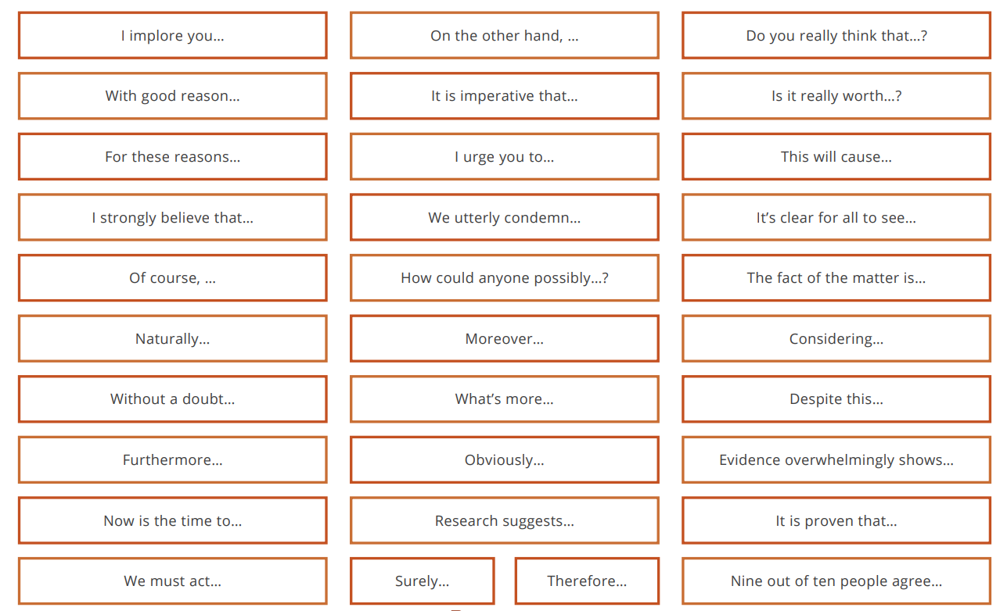 I implore you...
On the other hand, ...
Do you really think that...?
With good reason...
It is imperative that...
Is it really worth...?
For these reasons...
I urge you to...
This will cause...
I strongly believe that...
We utterly condemn...
It’s clear for all to see...
Of course, ...
How could anyone possibly...?
The fact of the matter is...
Naturally...
Moreover...
Considering...
Without a doubt...
What’s more...
Despite this...
Furthermore...
Obviously...
Evidence overwhelmingly shows...
Now is the time to...
Research suggests...
It is proven that...
We must act...
Surely...
Therefore...
Nine out of ten people agree...